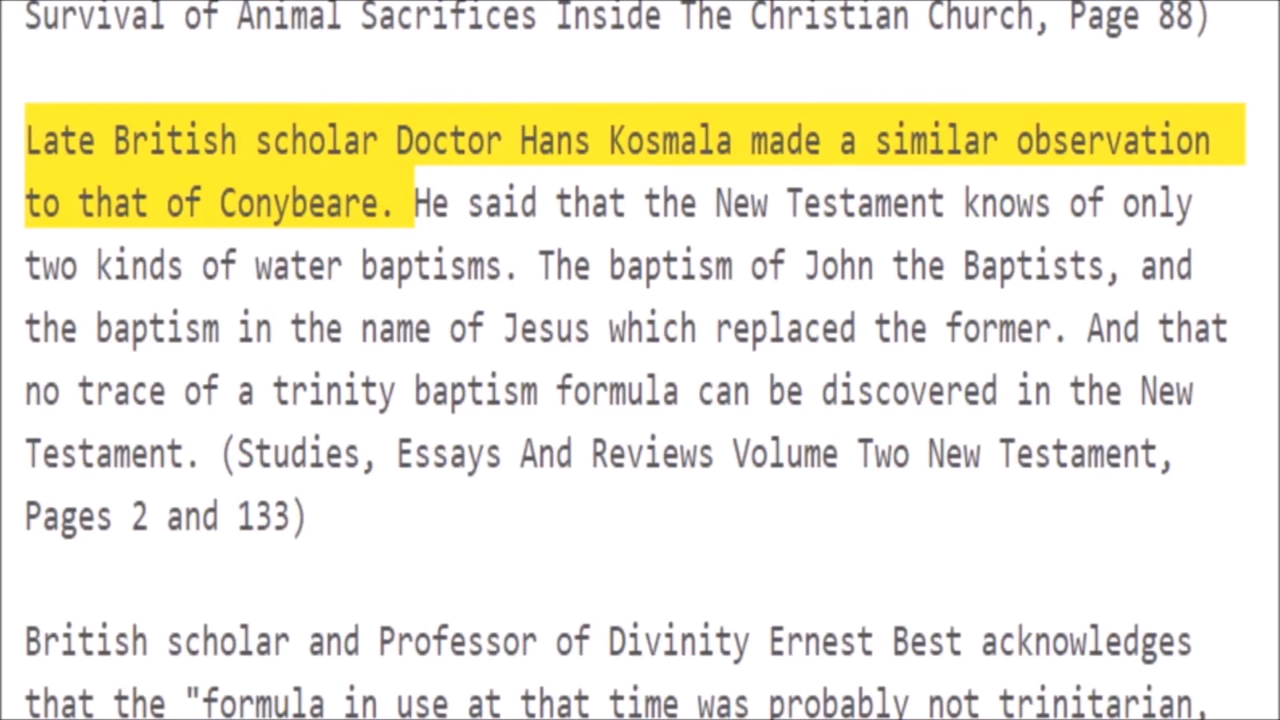 Survival of Animal Sacrifices Inside The Christian Church, Page 88)
Late British scholar Doctor Hans Kosmala made a similar observation
to that of Conybeare. He said that the New Testament knows of only
two kinds of water baptisms. The baptism of John the Baptists, and
the baptism in the name of Jesus which replaced the former. And that
no trace of a trinity baptism formula can be discovered in the New
Testament. (Studies, Essays And Reviews Volume Two New Testament,
Pages 2 and 133)
British scholar and Professor of Divinity Ernest Best acknowledges
that the "formula in use at that time was probably not trinitarian,